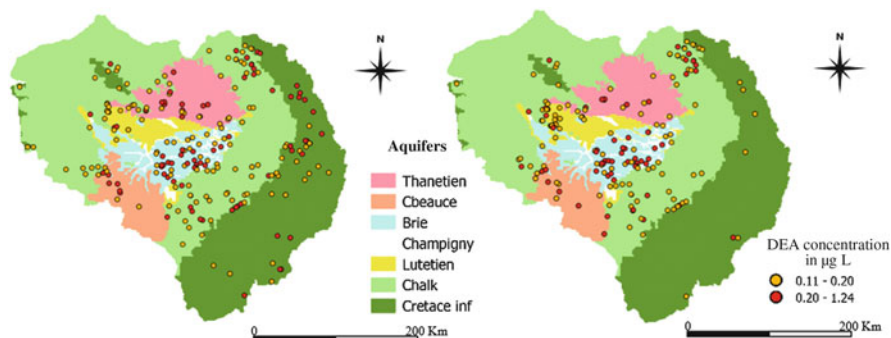 N
N
Aquifers
Thanetien
Cbeauce
Brie
Champigny
Lutetien
Chalk
Cretace inf
DEA concentration
in µg L
0.11 - 0.20
0.20 - 1.24
0 200 Km
0 200 Km